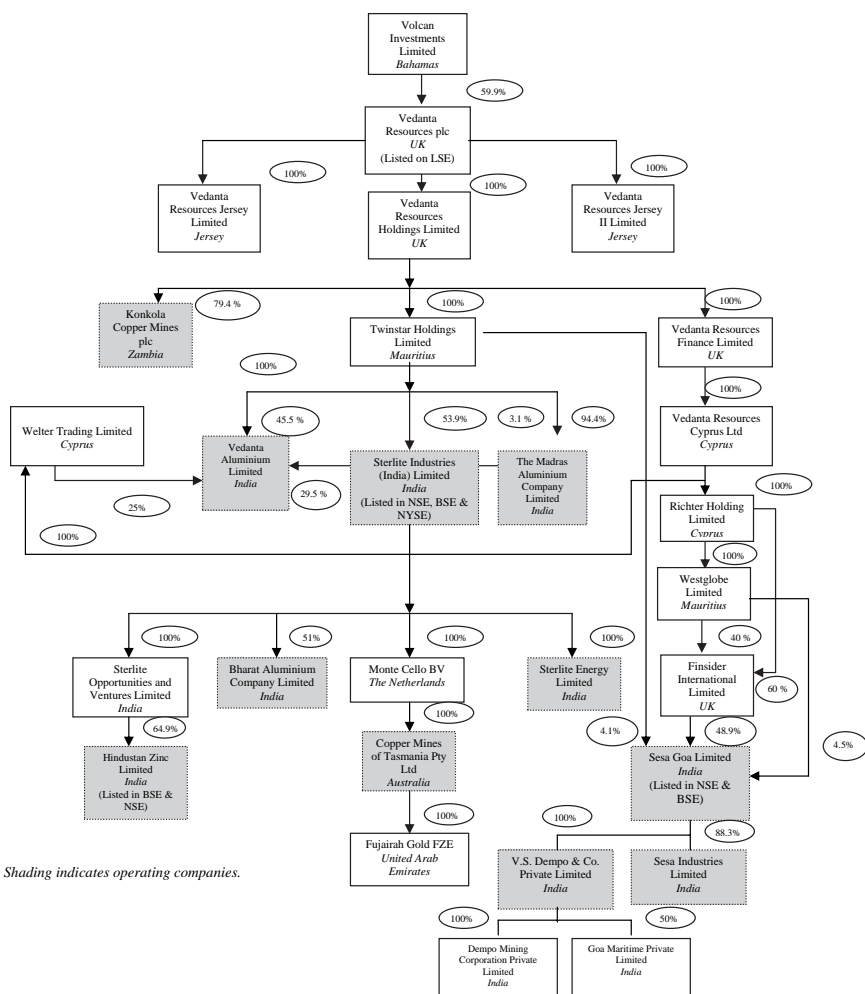 Volcan
Investments
Limited
Bahamas
59.9%
Vedanta
Resources plc
UK
(Listed on LSE)
100%
100%
100%
Vedanta
Resources Jersey
Limited
Jersey
Vedanta
Resources
Holdings Limited
UK
Vedanta
Resources Jersey
II Limited
Jersey
79.4 %
100%
100%
Konkola
Copper Mines
plc
Zambia
Twinstar Holdings
Limited
Mauritius
Vedanta Resources
Finance Limited
UK
100%
100%
45.5 %
53.9%
3.1 %
94.4%
Welter Trading Limited
Cyprus
Vedanta
Aluminium
Limited
India
Sterlite Industries
(India) Limited
India
(Listed in NSE, BSE &
NYSE)
The Madras
Aluminium
Company
Limited
India
Vedanta Resources
Cyprus Ltd
Cyprus
29.5 %
25%
100%
100%
Richter Holding
Limited
Cyprus
100%
Westglobe
Limited
Mauritius
100%
51%
100%
100%
40 %
Sterlite
Opportunities and
Ventures Limited
India
Bharat Aluminium
Company Limited
India
Monte Cello BV
The Netherlands
Sterlite Energy
Limited
India
Finsider
International
Limited
UK
60 %
64.9%
100%
4.1%
48.9%
4.5%
Hindustan Zinc
Limited
India
(Listed in BSE &
NSE)
Copper Mines
of Tasmania Pty
Ltd
Australia
Sesa Goa Limited
India
(Listed in NSE &
BSE)
100%
100%
88.3%
Fujairah Gold FZE
United Arab
Emirates
V.S. Dempo & Co.
Private Limited
India
Sesa Industries
Limited
India
Shading indicates operating companies.
100%
50%
Dempo Mining
Corporation Private
Limited
India
Goa Maritime Private
Limited
India